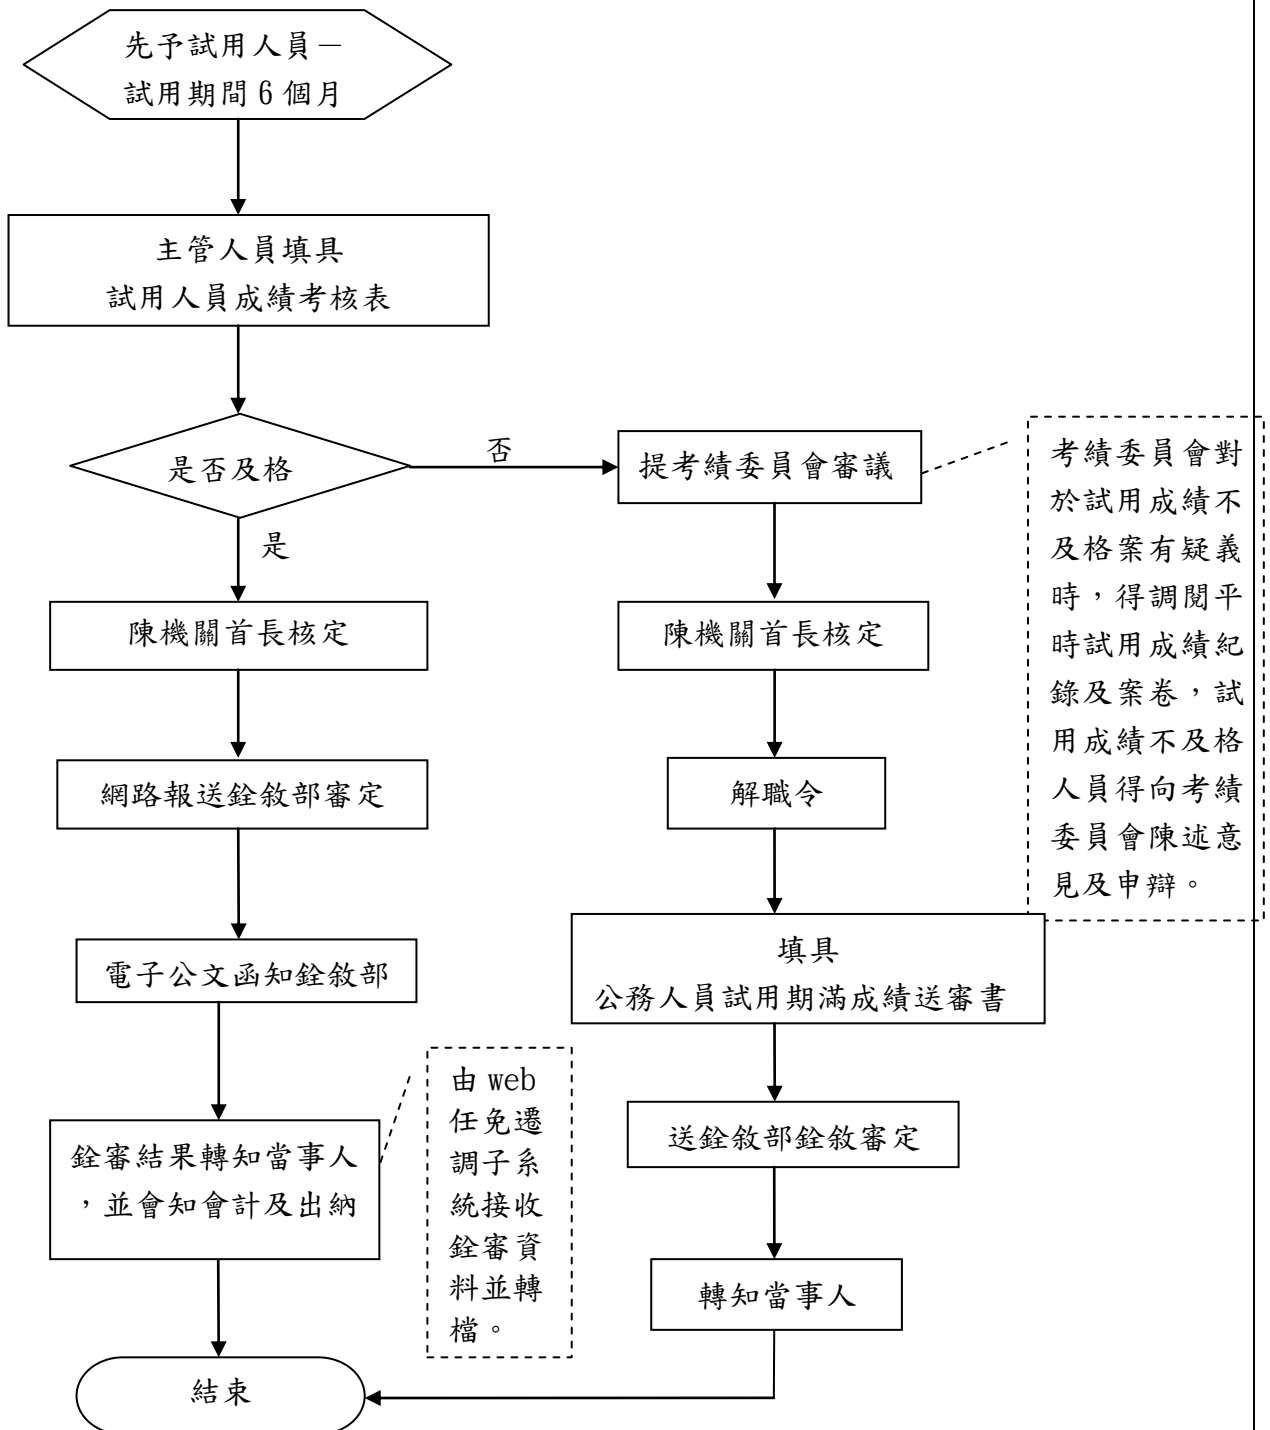 先予試用人員－
試用期間 6 個月
主管人員填具
試用人員成績考核表
是否及格
否
是
提考績委員會審議
考績委員會對
於試用成績不
及格案有疑義
時，得調閱平
時試用成績紀
錄及案卷，試
用成績不及格
人員得向考績
委員會陳述意
見及申辯。
陳機關首長核定
陳機關首長核定
網路報送銓敘部審定
解職令
電子公文函知銓敘部
填具
公務人員試用期滿成績送審書
由 web
任免遷
調子系
統接收
銓審資
料並轉
檔。
銓審結果轉知當事人
，並會知會計及出納
送銓敘部銓敘審定
轉知當事人
結束